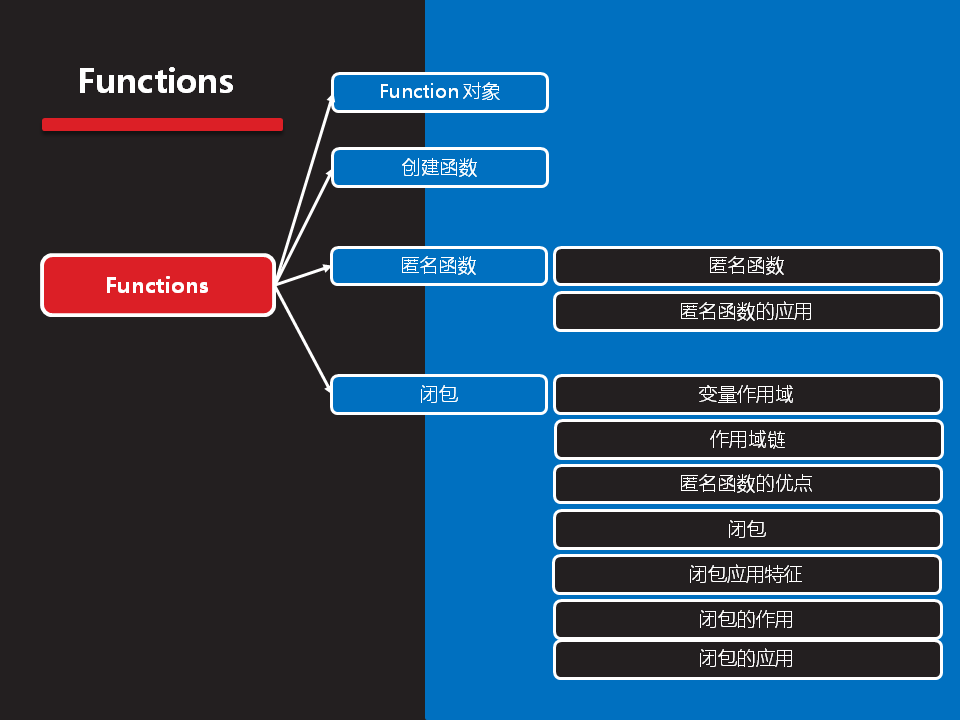 Functions
Functions
Function 对象
创建函数
匿名函数
匿名函数
匿名函数的应用
闭包
变量作用域
作用域链
匿名函数的优点
闭包
闭包应用特征
闭包的作用
闭包的应用